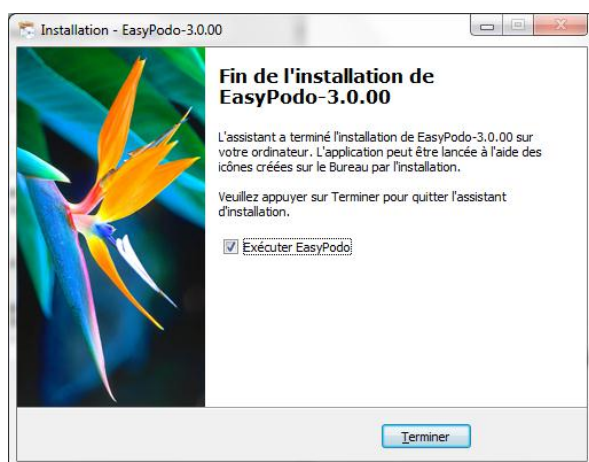 Installation - EasyPodo-3.0.00
Fin de l'installation de
EasyPodo-3.0.00
L'assistant a terminé l'installation de EasyPodo-3.0.00 sur
votre ordinateur. L'application peut être lancée à l'aide des
icônes créées sur le Bureau par l'installation.
Veuillez appuyer sur Terminer pour quitter l'assistant
d'installation.
Exécuter EasyPodo
Terminer